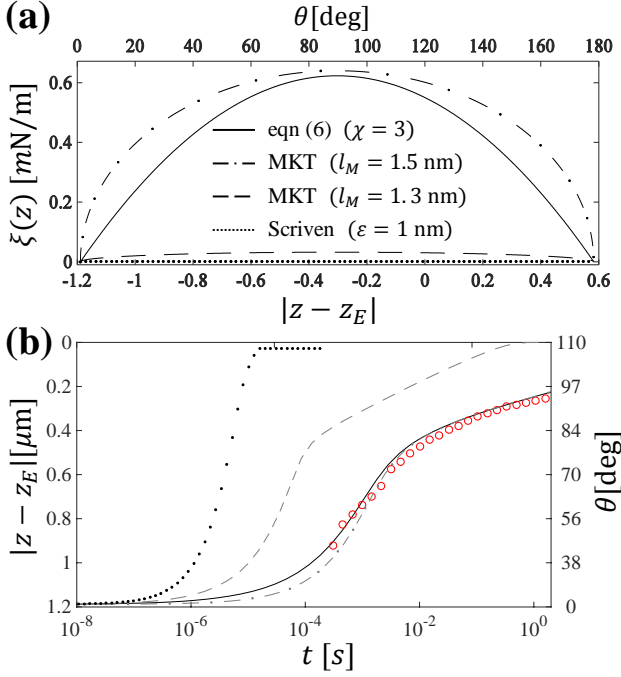 (a)
θ[deg]
0 20 40 60 80 100 120 140 160 180
ξ(z) [mN/m]
0.6
0.4
0.2
0
eqn (6) (χ = 3)
MKT (l_M = 1.5 nm)
MKT (l_M = 1.3 nm)
Scriven (ε = 1 nm)
-1.2 -1 -0.8 -0.6 -0.4 -0.2 0 0.2 0.4 0.6
|z − z_E|
(b)
|z − z_E|[μm]
0
0.2
0.4
0.6
0.8
1
1.2
110
97
84
70
56
38
0
θ[deg]
10^-8 10^-6 10^-4 10^-2 10^0
t [s]